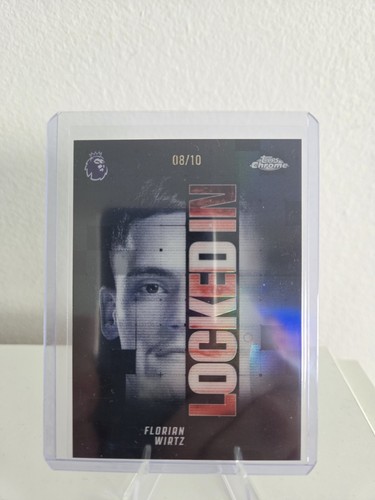 08/10
Topps
Chrome
LOCKED IN
FLORIAN
WIRTZ